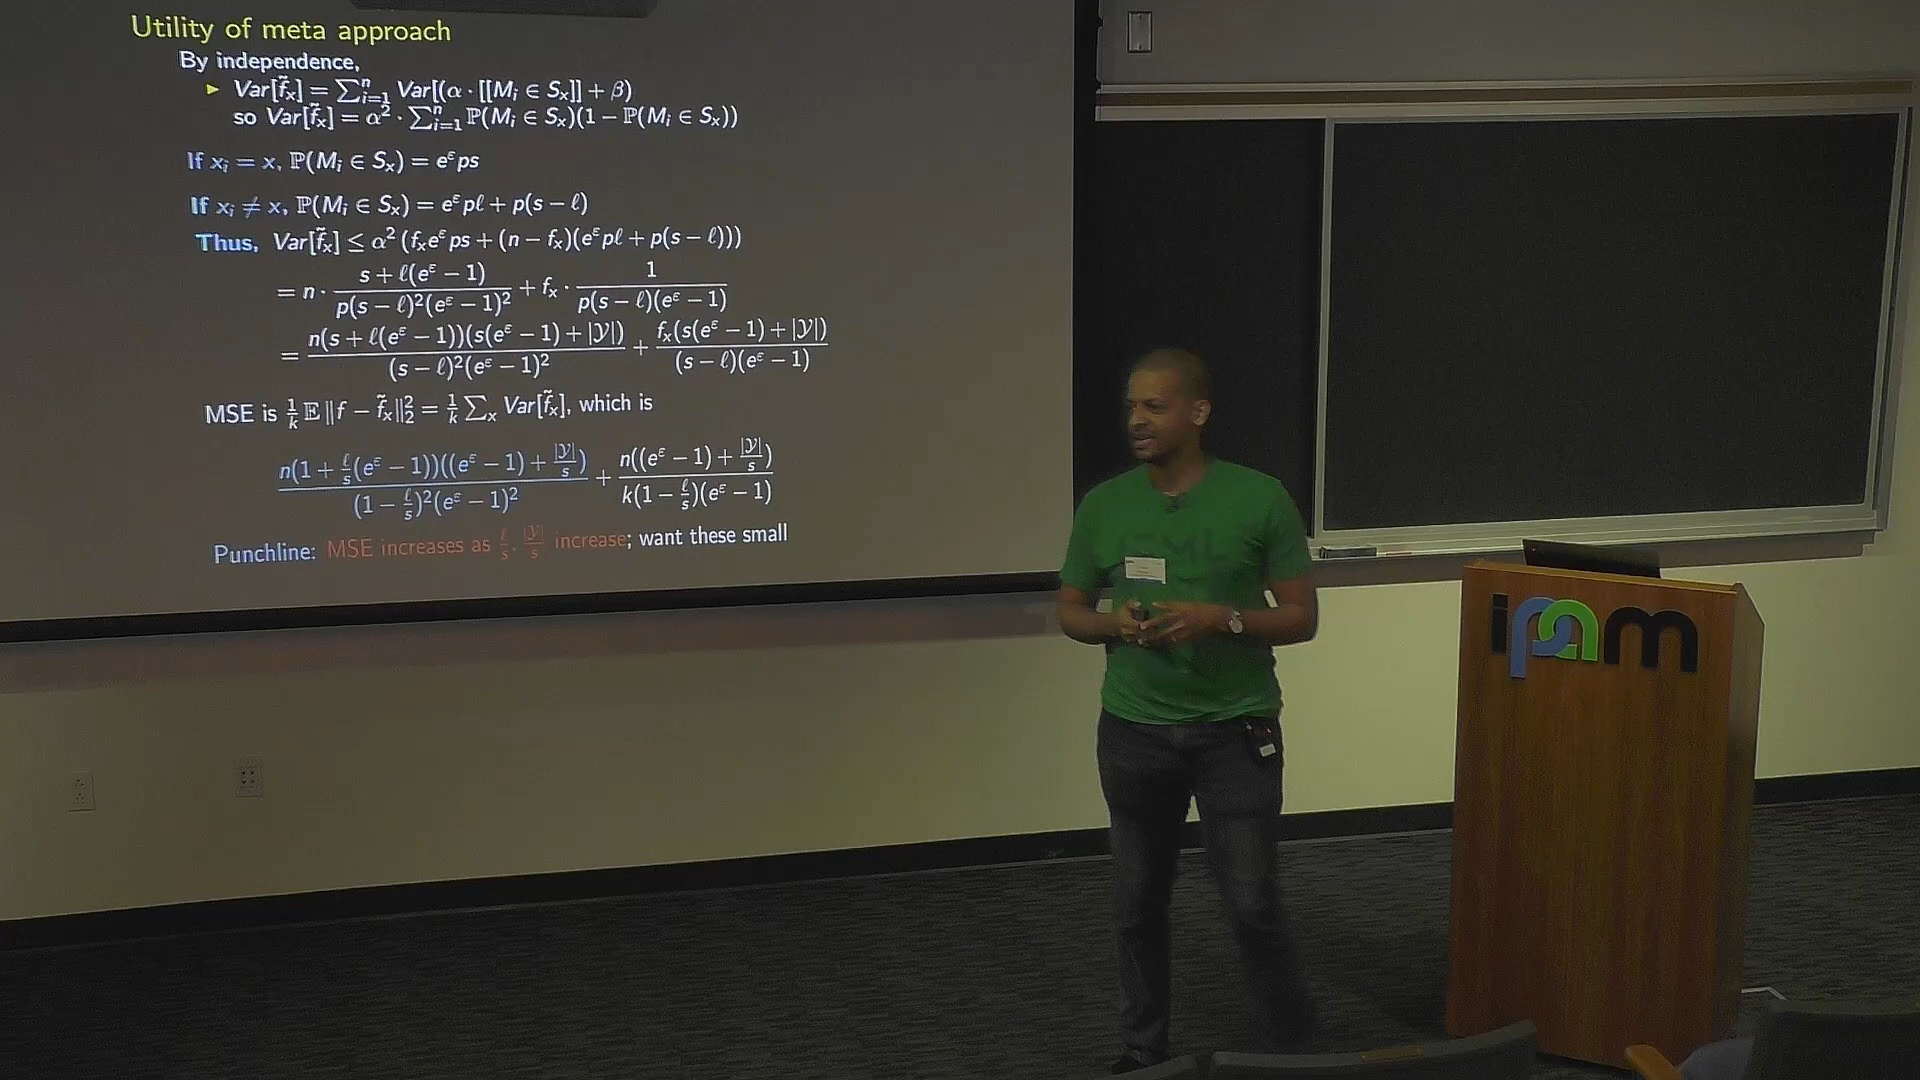 Utility of meta approach
By independence,
► Var[f̃ₓ] = ∑ⁿᵢ₌₁ Var[(α · [[Mᵢ ∈ Sₓ]] + β)
so Var[f̃ₓ] = α² · ∑ⁿᵢ₌₁ ℙ(Mᵢ ∈ Sₓ)(1 − ℙ(Mᵢ ∈ Sₓ))
If xᵢ = x, ℙ(Mᵢ ∈ Sₓ) = e^ε ps
If xᵢ ≠ x, ℙ(Mᵢ ∈ Sₓ) = e^ε pℓ + p(s − ℓ)
Thus, Var[f̃ₓ] ≤ α² (fₓe^ε ps + (n − fₓ)(e^ε pℓ + p(s − ℓ)))
= n · (s + ℓ(e^ε − 1))/(p(s − ℓ)²(e^ε − 1)²) + fₓ · 1/(p(s − ℓ)(e^ε − 1))
= n(s + ℓ(e^ε − 1))(s(e^ε − 1) + |𝒴|)/((s − ℓ)²(e^ε − 1)²) + fₓ(s(e^ε − 1) + |𝒴|)/((s − ℓ)(e^ε − 1))
MSE is 1/k 𝔼 ‖f − f̃ₓ‖₂² = 1/k ∑ₓ Var[f̃ₓ], which is
n(1 + ℓ/s(e^ε − 1))((e^ε − 1) + |𝒴|/s)/((1 − ℓ/s)²(e^ε − 1)²) + n((e^ε − 1) + |𝒴|/s)/(k(1 − ℓ/s)(e^ε − 1))
Punchline: MSE increases as ℓ/s, |𝒴|/s increase; want these small
ipam